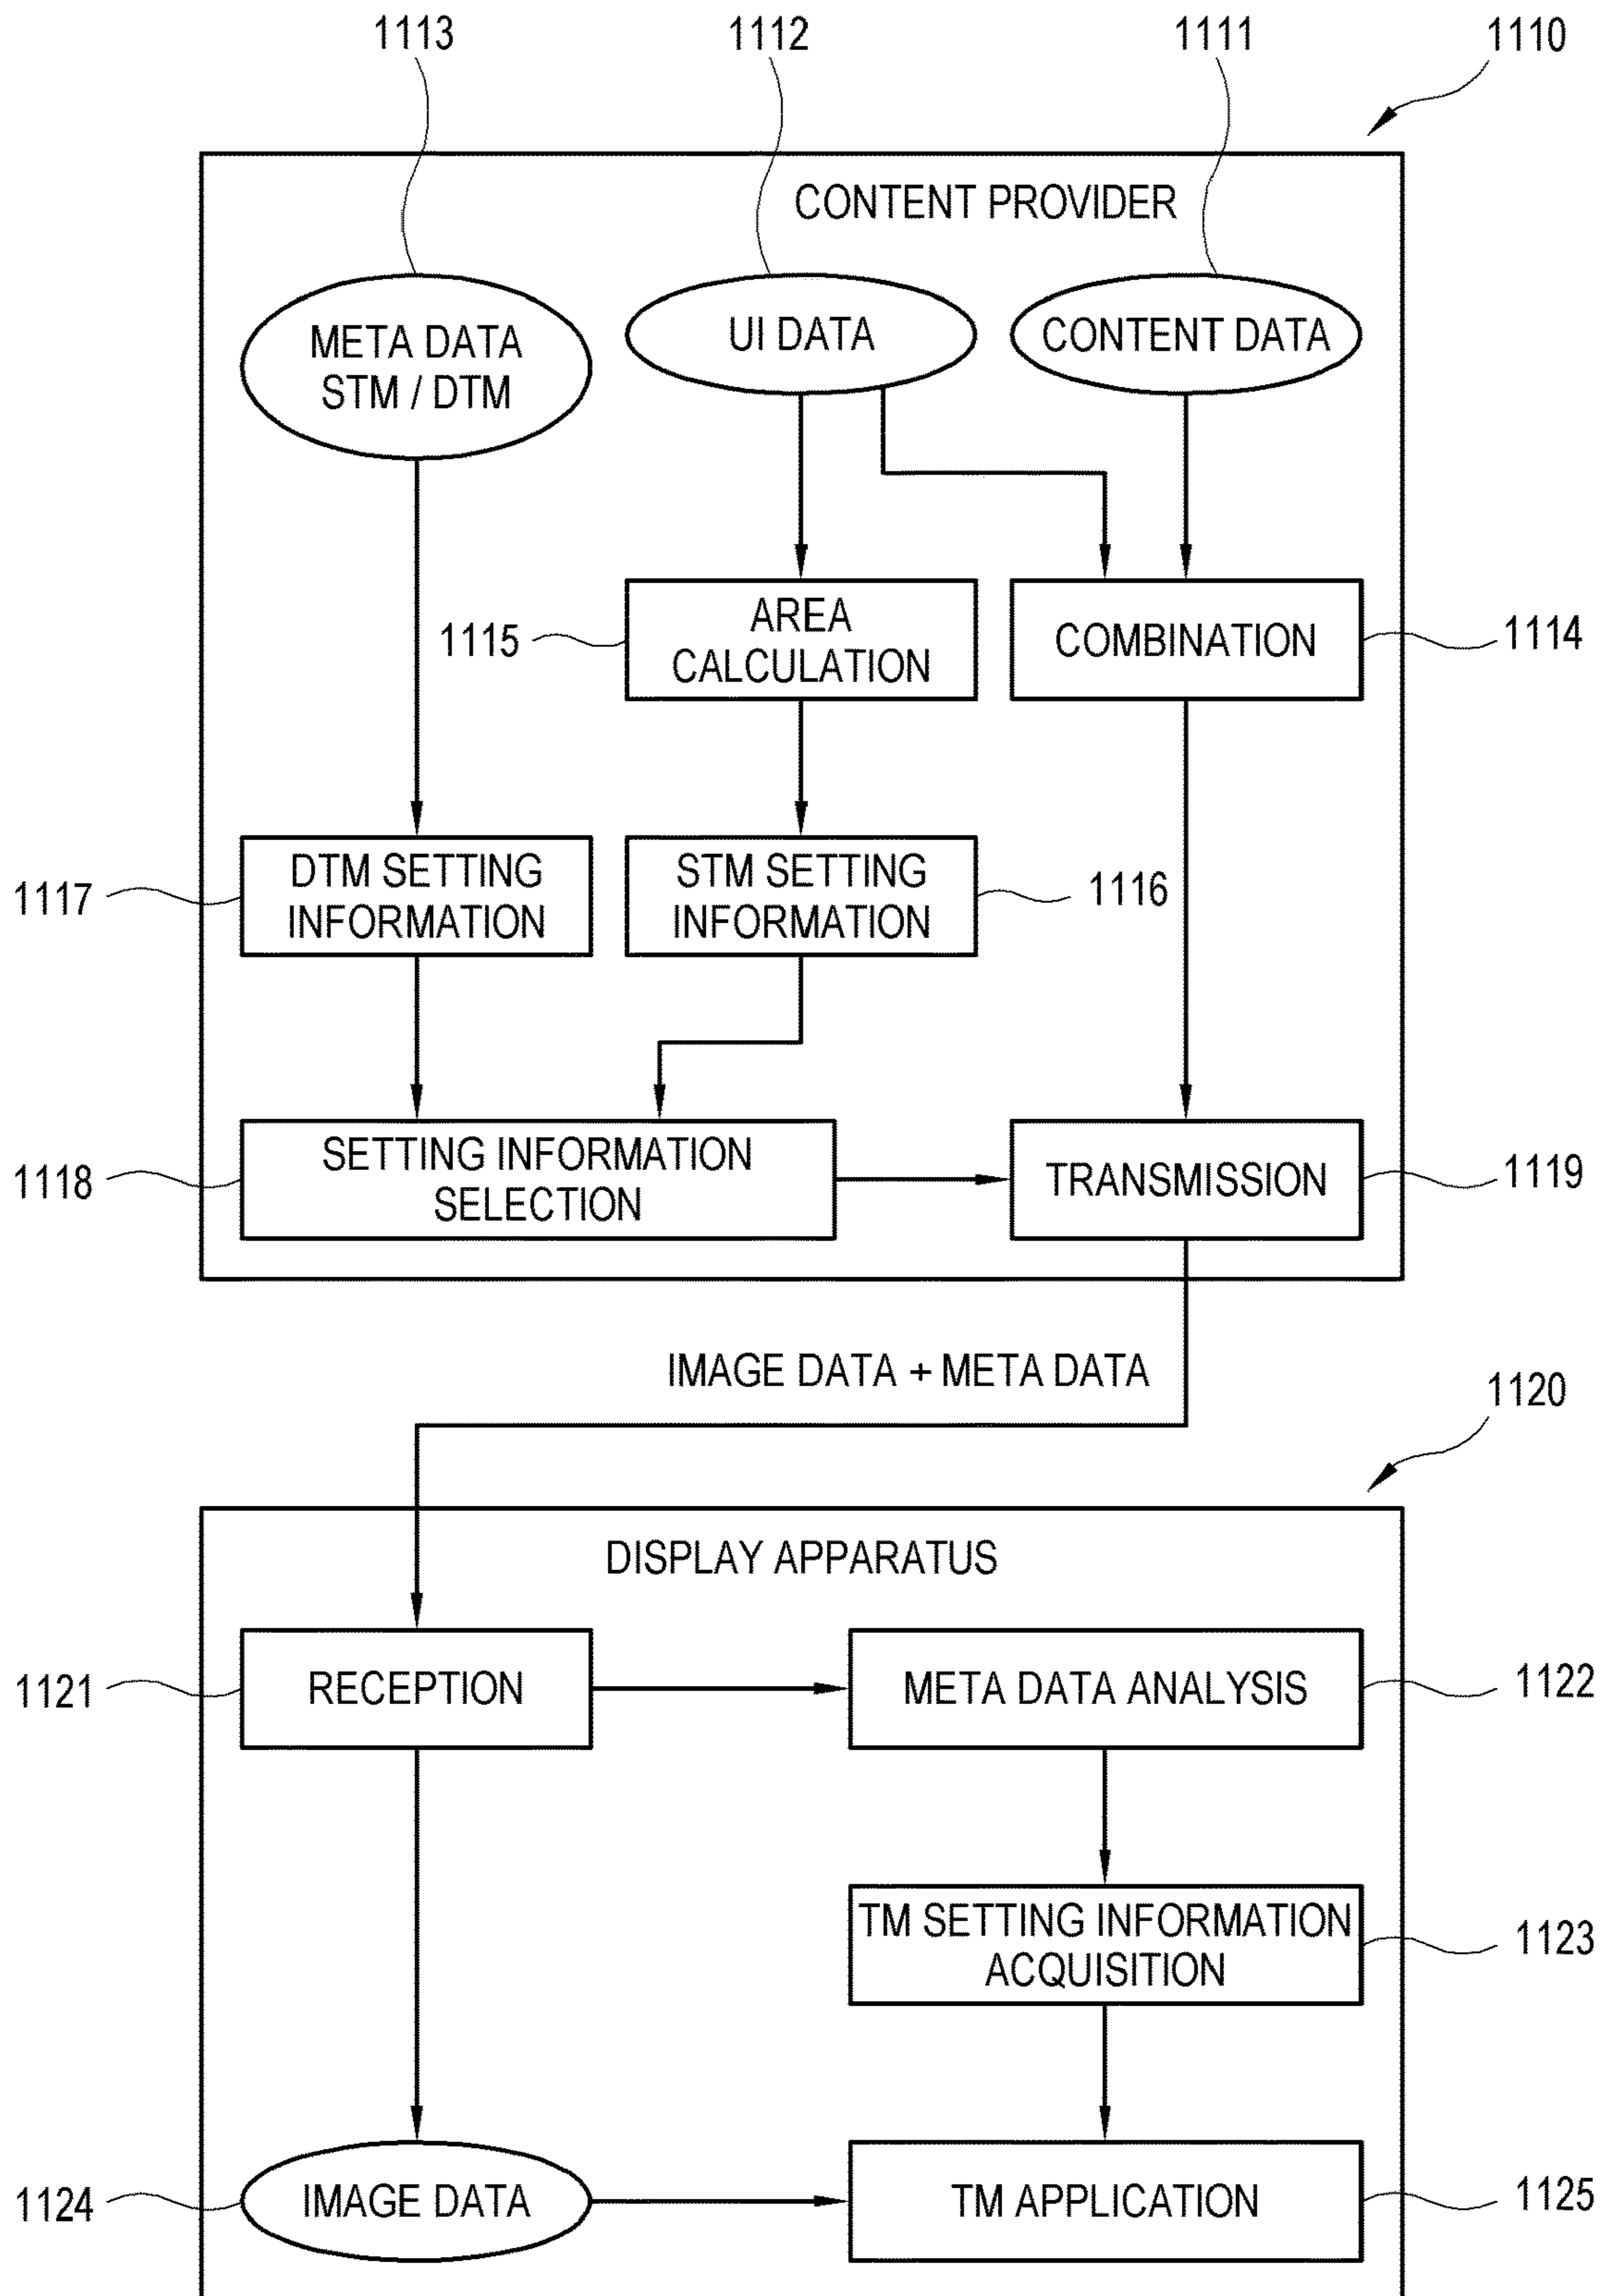 1113
1112
1111
1110
CONTENT PROVIDER
META DATA
STM / DTM
UI DATA
CONTENT DATA
1115
AREA
CALCULATION
COMBINATION
1114
1117
DTM SETTING
INFORMATION
STM SETTING
INFORMATION
1116
1118
SETTING INFORMATION
SELECTION
TRANSMISSION
1119
IMAGE DATA + META DATA
1120
DISPLAY APPARATUS
1121
RECEPTION
META DATA ANALYSIS
1122
TM SETTING INFORMATION
ACQUISITION
1123
1124
IMAGE DATA
TM APPLICATION
1125